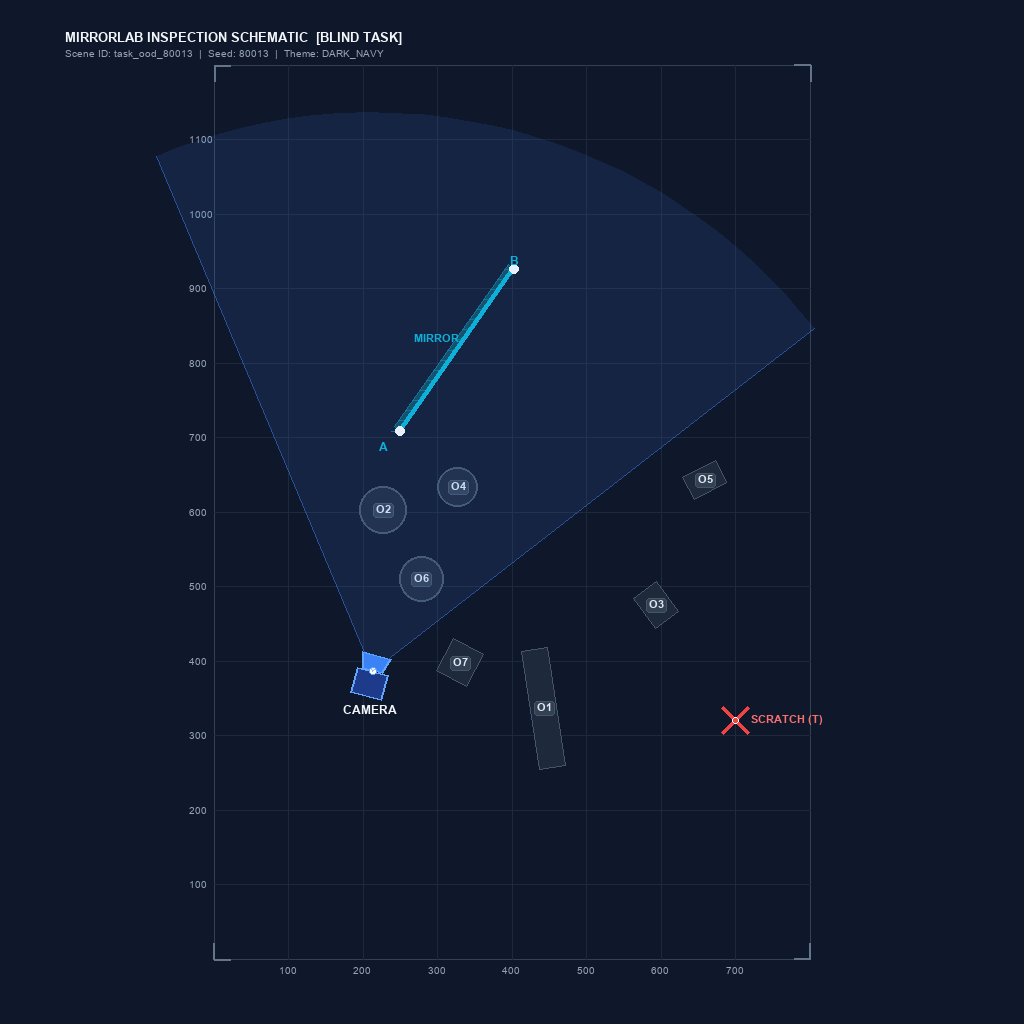 MIRRORLAB INSPECTION SCHEMATIC [BLIND TASK]
Scene ID: task_ood_80013 | Seed: 80013 | Theme: DARK_NAVY
1100
1000
B
900
MIRROR
800
A
700
O4
O5
O2
600
O6
500
O3
O7
400
CAMERA
O1
SCRATCH (T)
300
200
100
100 200 300 400 500 600 700